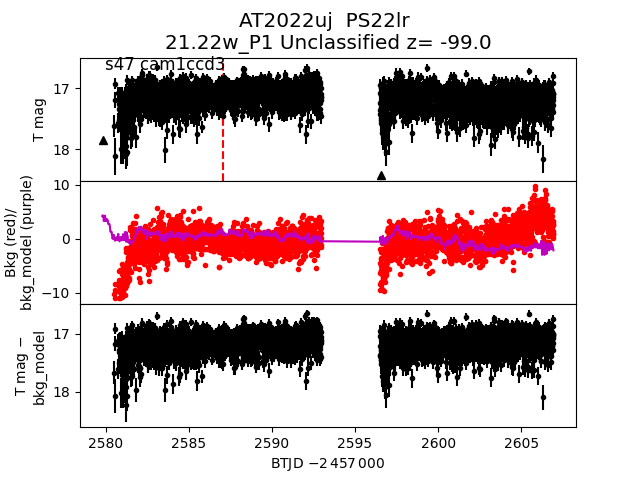 AT2022uj  PS22lr
21.22w_P1 Unclassified z= -99.0
s47 cam1ccd3
17
18
T mag
10
0
−10
Bkg (red)/
bkg_model (purple)
17
18
T mag −
bkg_model
2580
2585
2590
2595
2600
2605
BTJD −2 457 000